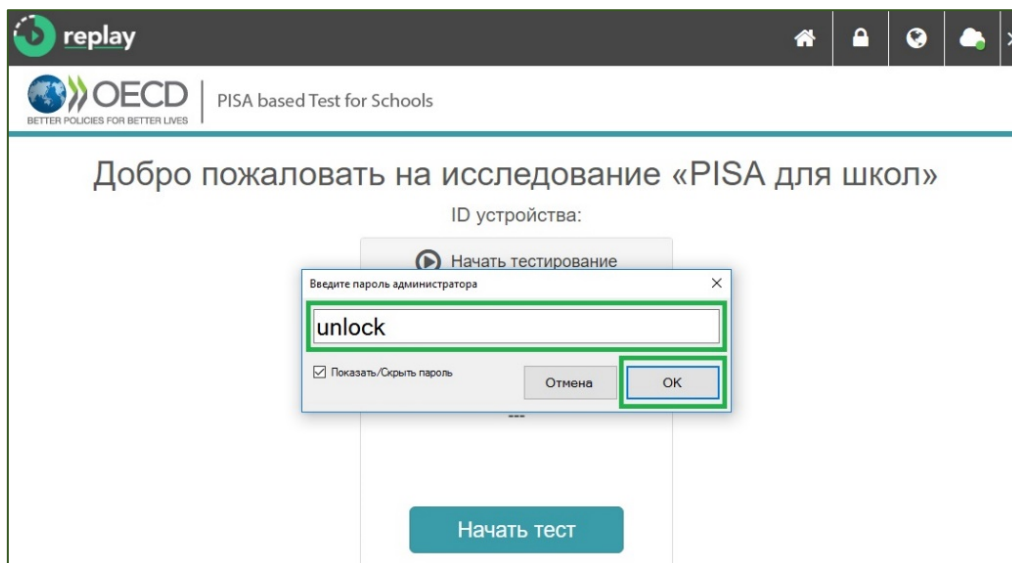 replay
OECD
BETTER POLICIES FOR BETTER LIVES
PISA based Test for Schools
Добро пожаловать на исследование «PISA для школ»
ID устройства:
Начать тестирование
Введите пароль администратора
unlock
Показать/Скрыть пароль
Отмена
OK
---
Начать тест